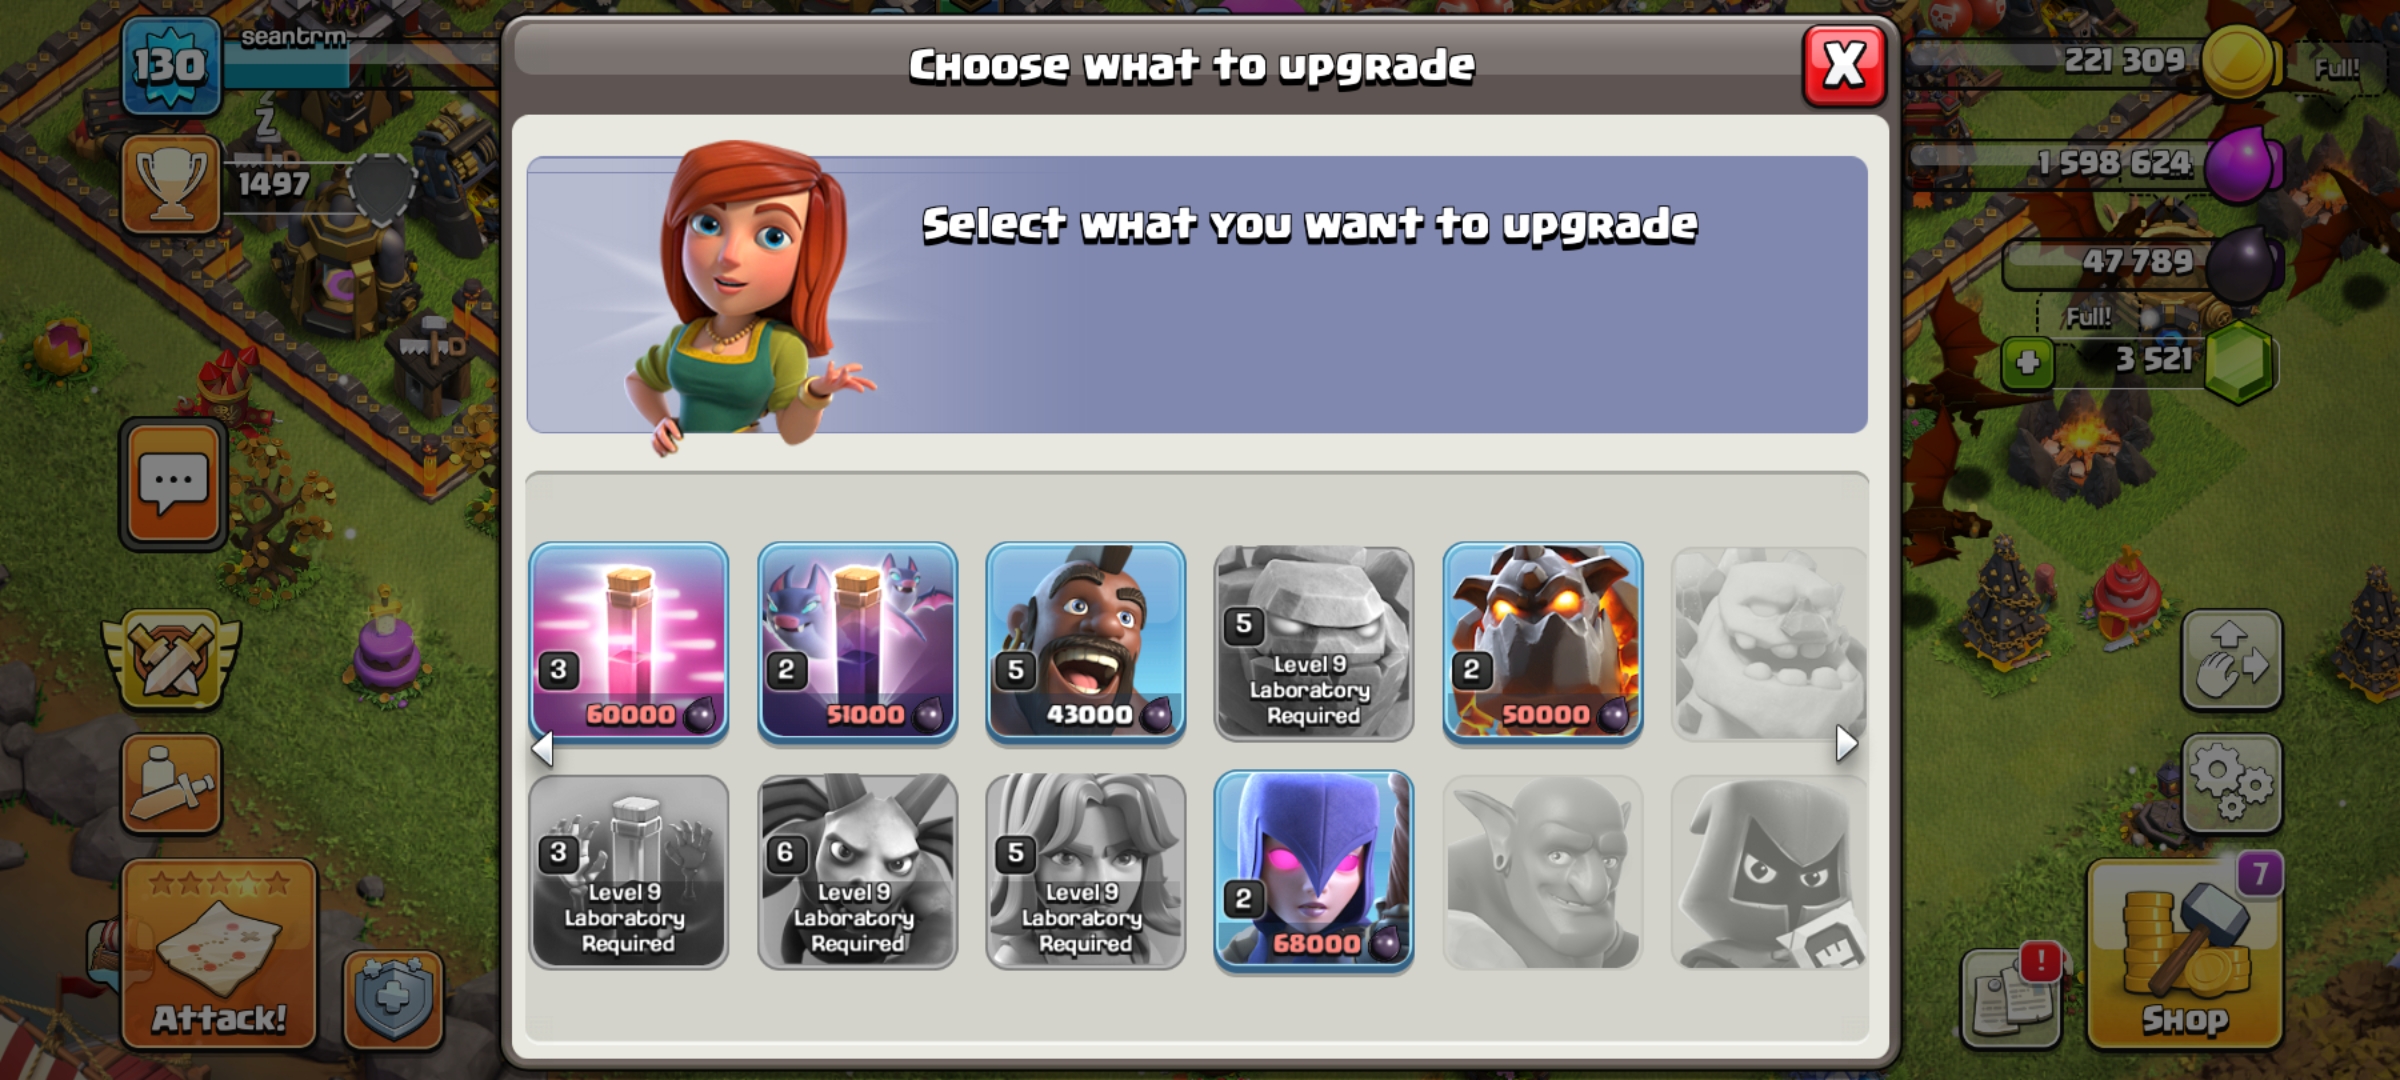 130
seantrm
1497
Attack!
Choose what to upgrade
X
Select what you want to upgrade
3
60000
2
51000
5
43000
5
Level 9
Laboratory
Required
2
50000
3
Level 9
Laboratory
Required
6
Level 9
Laboratory
Required
5
Level 9
Laboratory
Required
2
68000
221 309
Full!
1 598 624
47 789
Full!
3 521
7
!
Shop